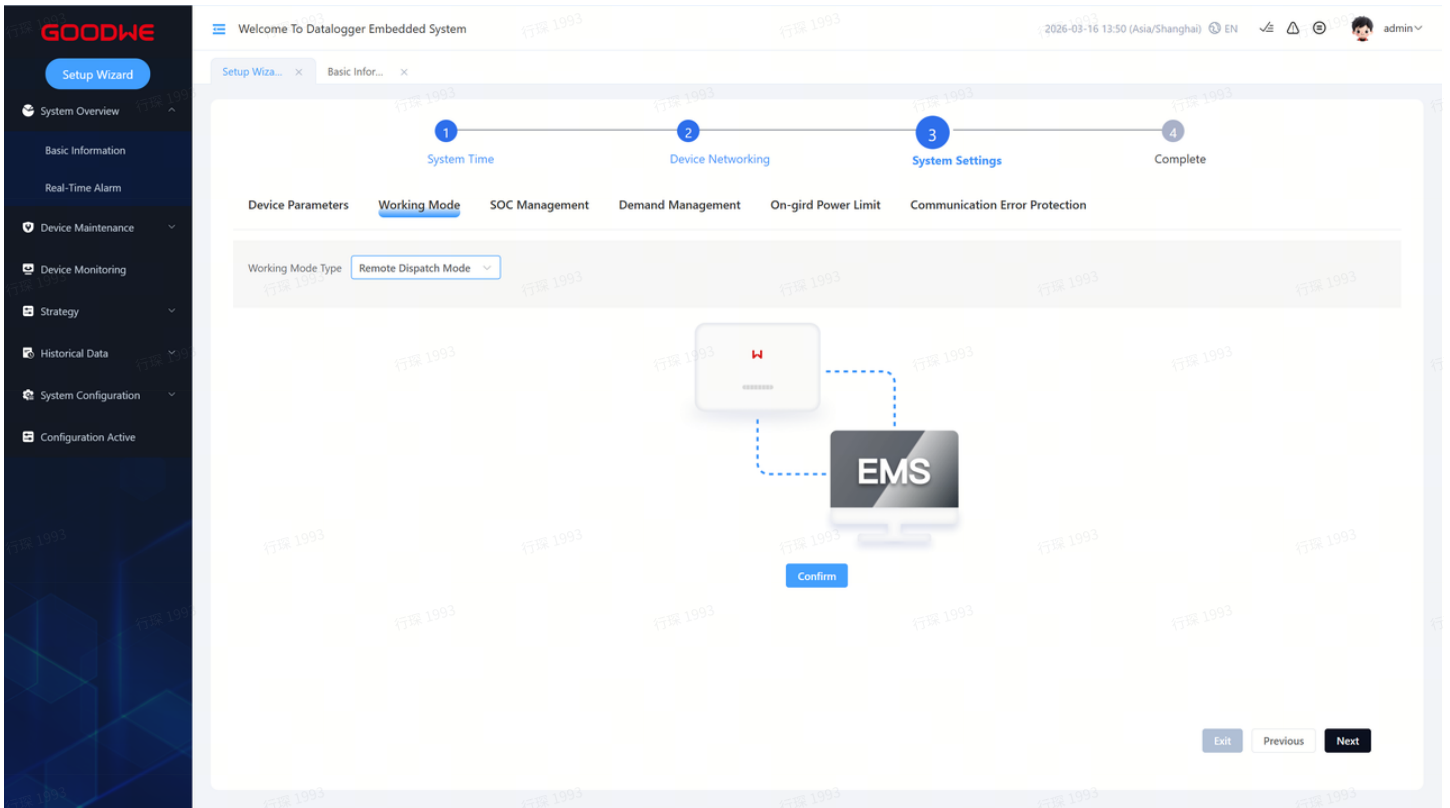 GOODWE
Welcome To Datalogger Embedded System
2026-03-16 13:50 (Asia/Shanghai) EN
admin
Setup Wizard
Setup Wiza... ×
Basic Infor... ×
System Overview
Basic Information
Real-Time Alarm
Device Maintenance
Device Monitoring
Strategy
Historical Data
System Configuration
Configuration Active
1
2
3
4
System Time
Device Networking
System Settings
Complete
Device Parameters
Working Mode
SOC Management
Demand Management
On-gird Power Limit
Communication Error Protection
Working Mode Type
Remote Dispatch Mode
EMS
Confirm
Exit
Previous
Next
行琛 1993